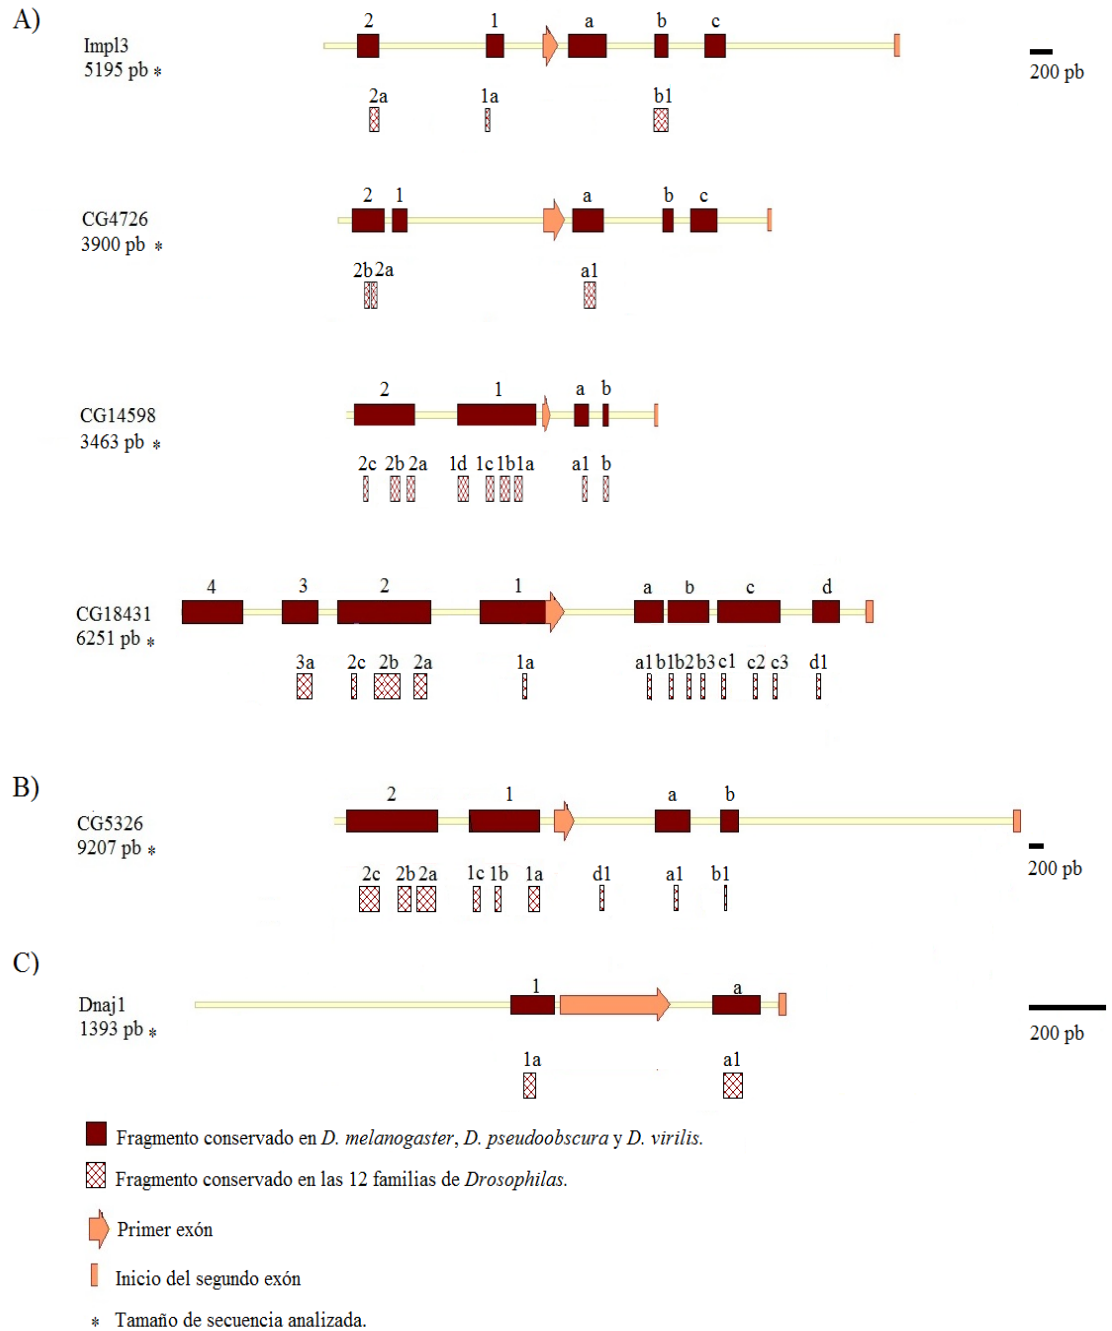 A)
2 1 a b c
Impl3
5195 pb *
200 pb
2a 1a b1
2 1 a b c
CG4726
3900 pb *
2b 2a a1
2 1 a b
CG14598
3463 pb *
2c 2b 2a 1d 1c 1b 1a a1 b
4 3 2 1 a b c d
CG18431
6251 pb *
3a 2c 2b 2a 1a a1 b1 b2 b3 c1 c2 c3 d1
B)
2 1 a b
CG5326
9207 pb *
200 pb
2c 2b 2a 1c 1b 1a d1 a1 b1
C)
1 a
Dnaj1
1393 pb *
200 pb
1a a1
Fragmento conservado en D. melanogaster, D. pseudoobscura y D. virilis.
Fragmento conservado en las 12 familias de Drosophilas.
Primer exón
Inicio del segundo exón
* Tamaño de secuencia analizada.